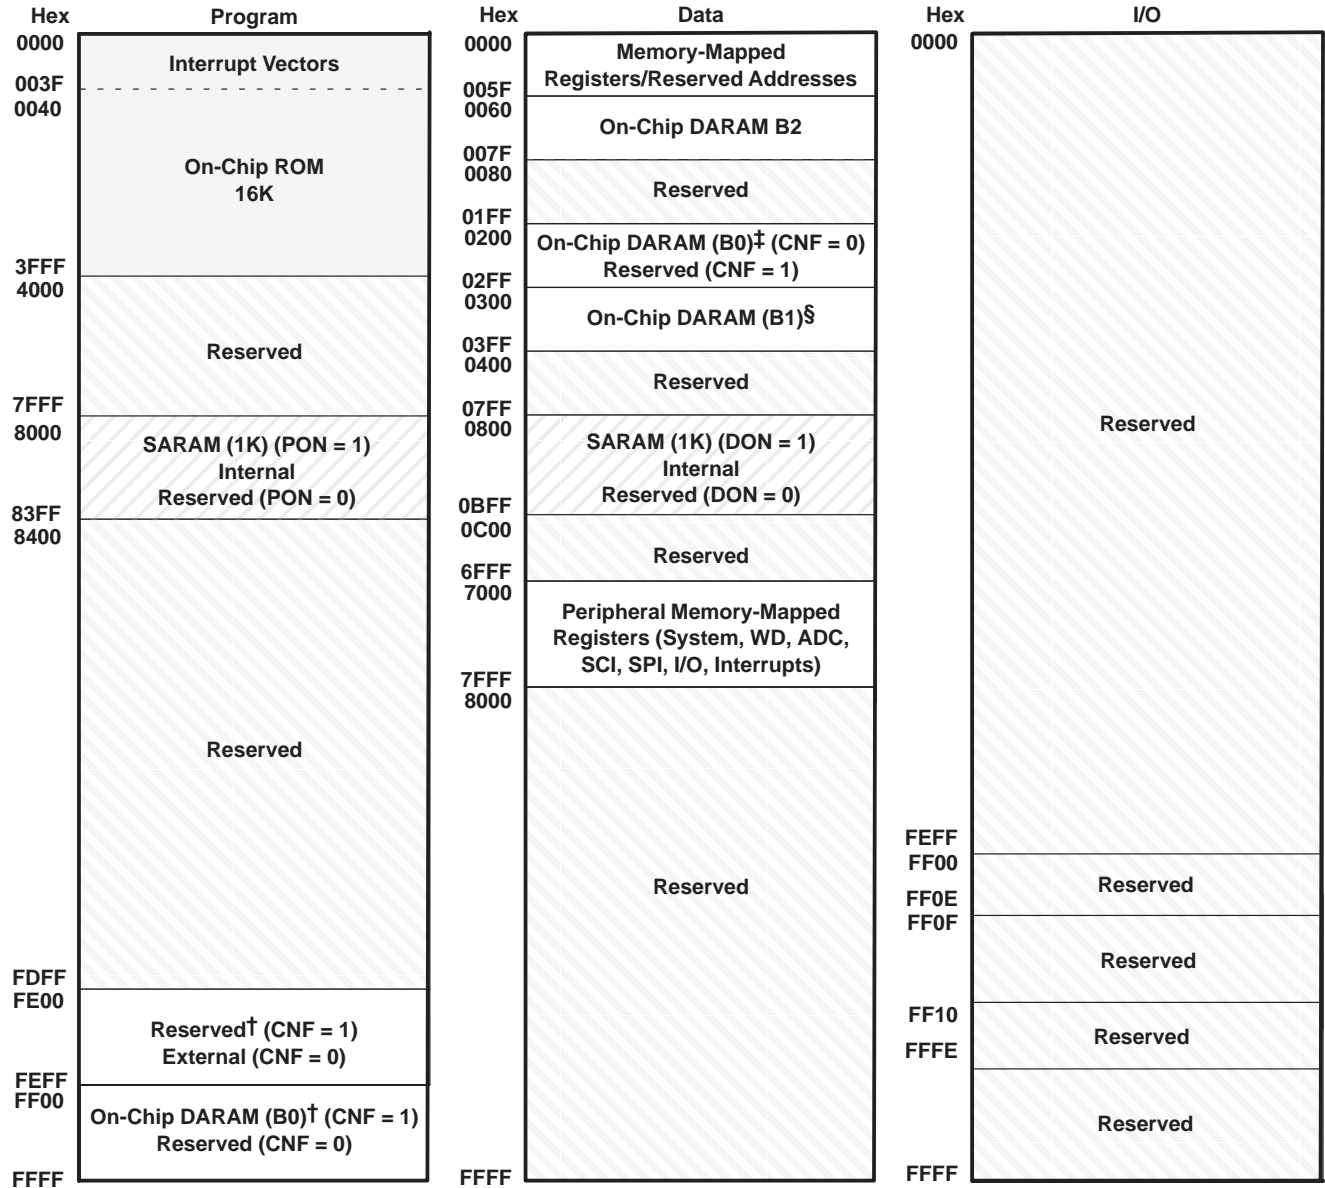 Hex Program
0000
Interrupt Vectors
003F
0040
On-Chip ROM
16K
3FFF
4000
Reserved
7FFF
8000
SARAM (1K) (PON = 1)
Internal
Reserved (PON = 0)
83FF
8400
Reserved
FDFF
FE00
Reserved† (CNF = 1)
External (CNF = 0)
FEFF
FF00
On-Chip DARAM (B0)† (CNF = 1)
Reserved (CNF = 0)
FFFF
Hex Data
0000
Memory-Mapped
Registers/Reserved Addresses
005F
0060
On-Chip DARAM B2
007F
0080
Reserved
01FF
0200
On-Chip DARAM (B0)‡ (CNF = 0)
Reserved (CNF = 1)
02FF
0300
On-Chip DARAM (B1)§
03FF
0400
Reserved
07FF
0800
SARAM (1K) (DON = 1)
Internal
Reserved (DON = 0)
0BFF
0C00
Reserved
6FFF
7000
Peripheral Memory-Mapped
Registers (System, WD, ADC,
SCI, SPI, I/O, Interrupts)
7FFF
8000
Reserved
FFFF
Hex I/O
0000
Reserved
FEFF
FF00
Reserved
FF0E
FF0F
Reserved
FF10
Reserved
FFFE
Reserved
FFFF